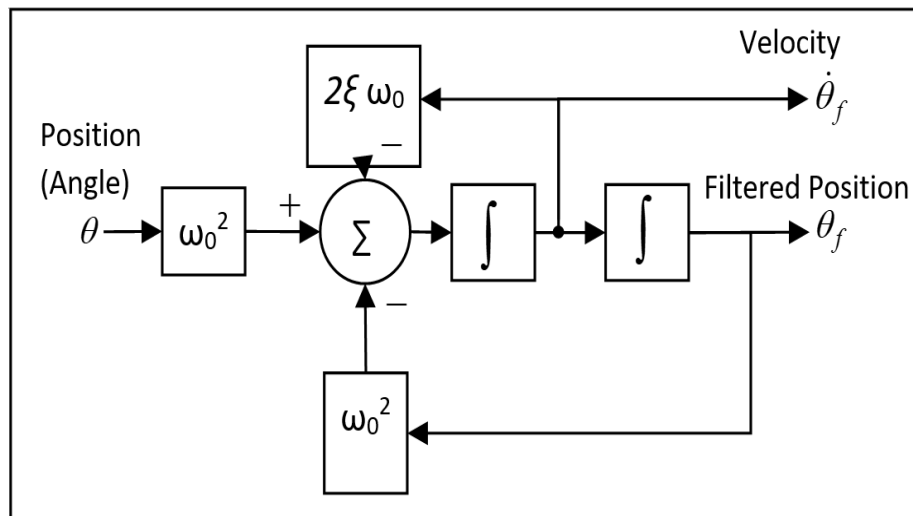 Velocity
2ξ ω₀
θ̇_f
−
Position
(Angle)
Filtered Position
θ
ω₀²
+
Σ
∫
∫
θ_f
−
ω₀²